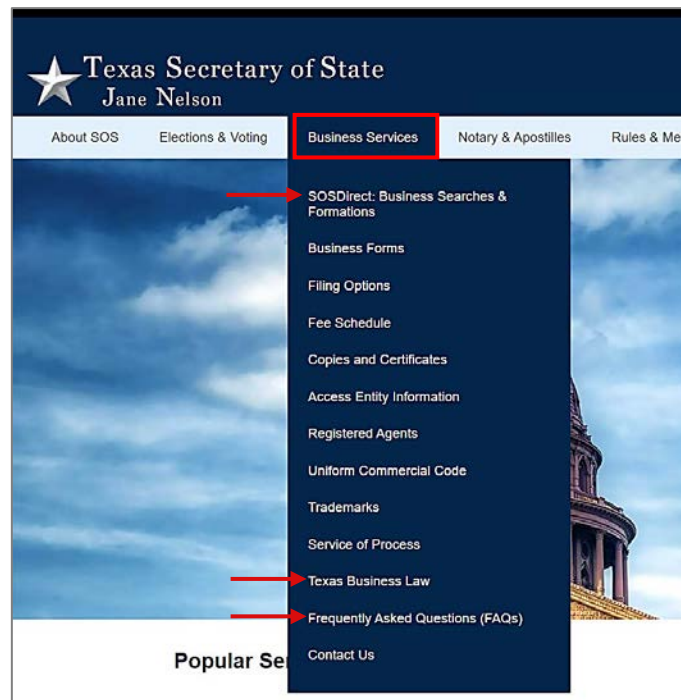 Texas Secretary of State
Jane Nelson
About SOS Elections & Voting Business Services Notary & Apostilles Rules & Me
SOSDirect: Business Searches &
Formations
Business Forms
Filing Options
Fee Schedule
Copies and Certificates
Access Entity Information
Registered Agents
Uniform Commercial Code
Trademarks
Service of Process
Texas Business Law
Frequently Asked Questions (FAQs)
Contact Us
Popular Ser